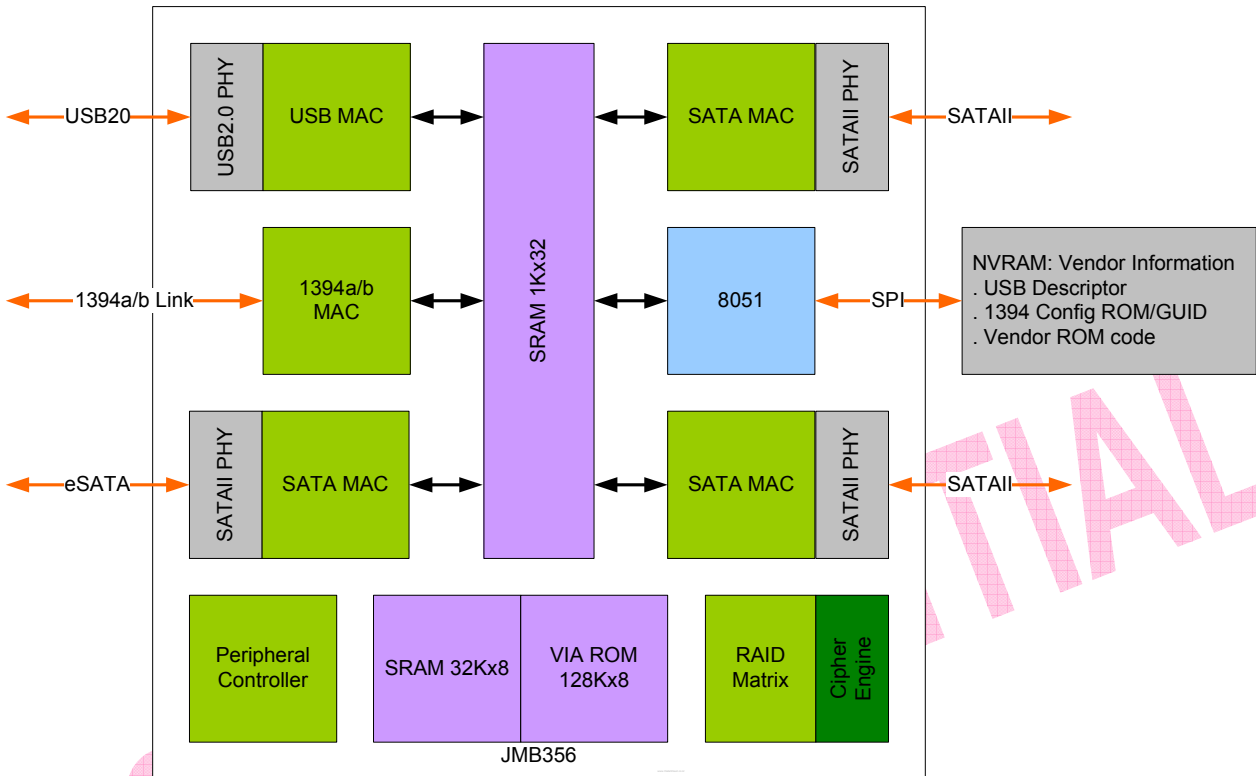 USB20
USB2.0 PHY
USB MAC
SATA MAC
SATAII PHY
SATAII
1394a/b Link
1394a/b
MAC
SRAM 1Kx32
8051
SPI
NVRAM: Vendor Information
. USB Descriptor
. 1394 Config ROM/GUID
. Vendor ROM code
eSATA
SATAII PHY
SATA MAC
SATA MAC
SATAII PHY
SATAII
Peripheral
Controller
SRAM 32Kx8
VIA ROM
128Kx8
RAID
Matrix
Cipher
Engine
JMB356